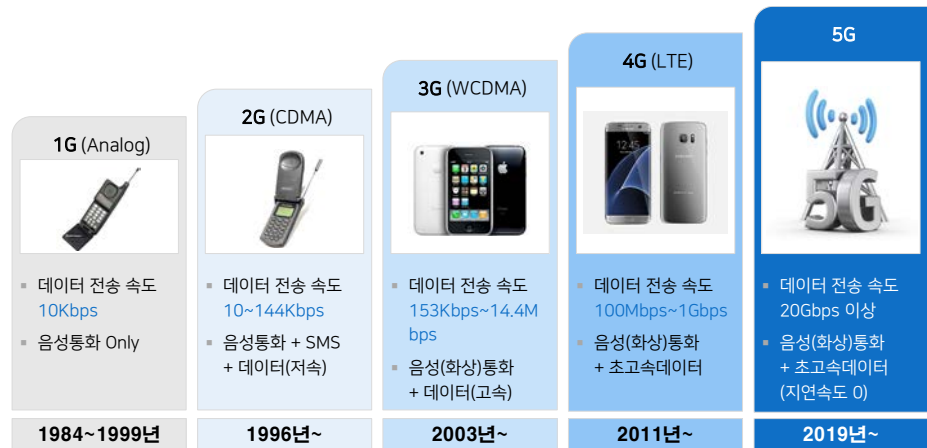 1G (Analog)
데이터 전송 속도
10Kbps
음성통화 Only
1984~1999년
2G (CDMA)
데이터 전송 속도
10~144Kbps
음성통화 + SMS
+ 데이터(저속)
1996년~
3G (WCDMA)
데이터 전송 속도
153Kbps~14.4M
bps
음성(화상)통화
+ 데이터(고속)
2003년~
4G (LTE)
12:45
SAMSUNG
데이터 전송 속도
100Mbps~1Gbps
음성(화상)통화
+ 초고속데이터
2011년~
5G
5G
데이터 전송 속도
20Gbps 이상
음성(화상)통화
+ 초고속데이터
(지연속도 0)
2019년~